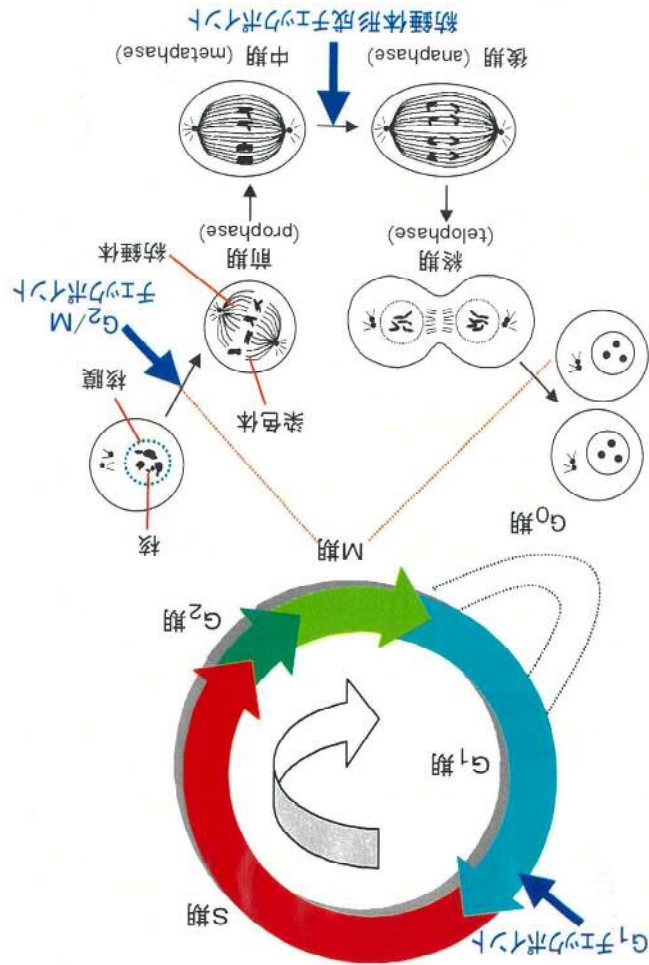 G1チェックポイント
S期
G1期
G2期
M期
G0期
核
核膜
G2/M
チェックポイント
染色体
紡錘体
前期
(prophase)
終期
(telophase)
中期 (metaphase)
後期 (anaphase)
紡錘体形成チェックポイント